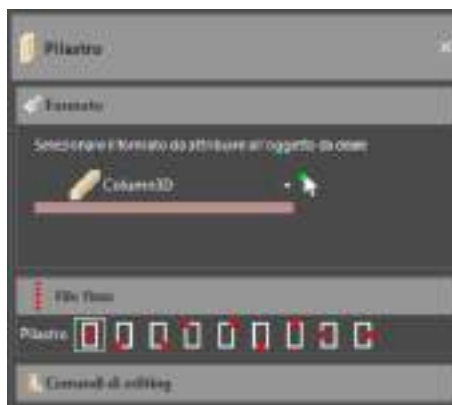 Pilastro
Formato
Selezionare il formato da attribuire all'oggetto da creare
Column3D
Filo fisso
Pilastro
Comandi di editing